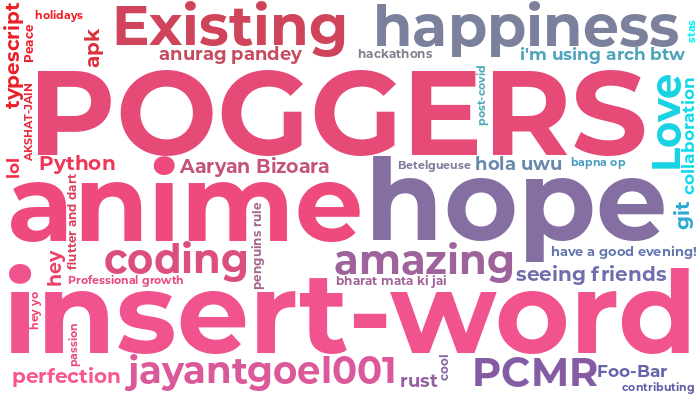 typescript
Peace
holidays
apk
Existing
anurag pandey
happiness
hackathons
i'm using arch btw
stas
lol
AKSHAT-JAIN
POGGERS
post-covid
Love
collaboration
Python
Aaryan Bizoara
Betelgueuse
hola uwu
bapna op
git
anime
hope
flutter and dart
penguins rule
hey
coding
amazing
have a good evening!
Professional growth
bharat mata ki jai
seeing friends
insert-word
hey yo
passion
perfection
jayantgoel001
rust
cool
PCMR
Foo-Bar
contributing